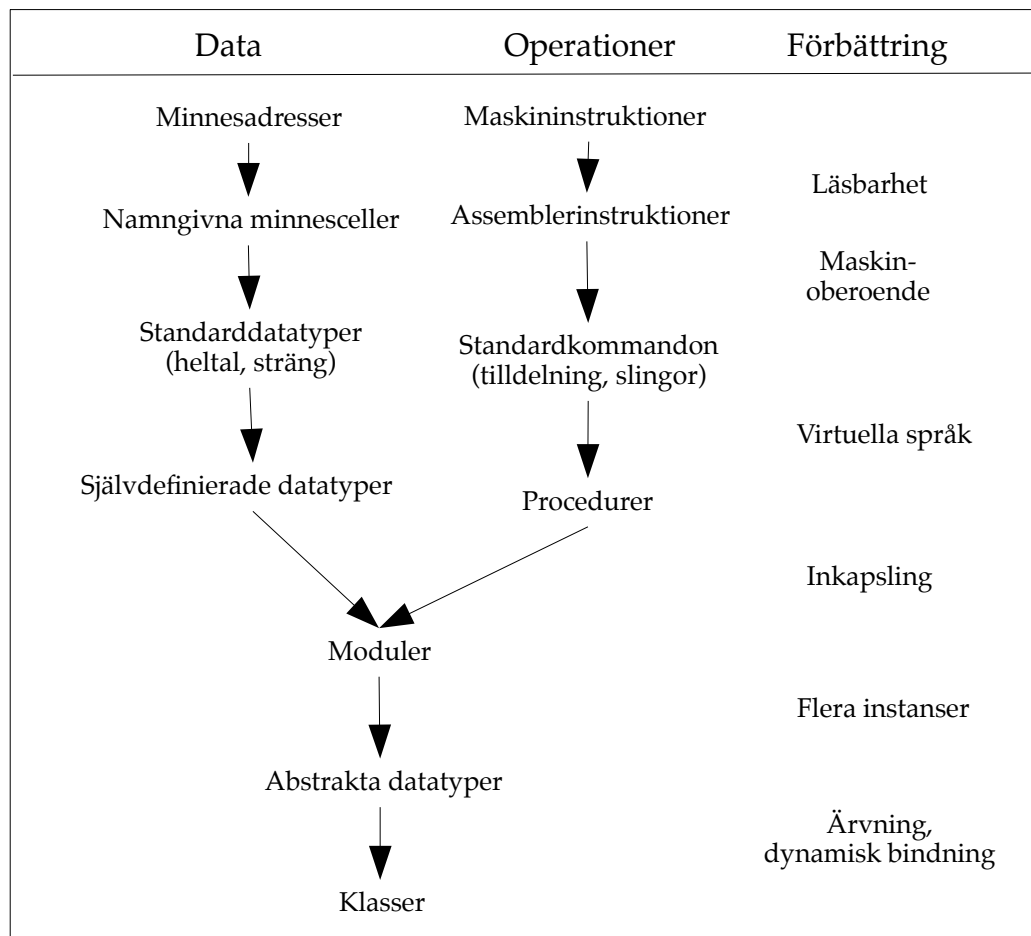 Data Operationer Förbättring
Minnesadresser Maskininstruktioner
Läsbarhet
Namngivna minnesceller Assemblerinstruktioner
Maskin-
oberoende
Standarddatatyper Standardkommandon
(heltal, sträng) (tilldelning, slingor)
Virtuella språk
Självdefinierade datatyper Procedurer
Inkapsling
Moduler
Flera instanser
Abstrakta datatyper
Ärvning,
dynamisk bindning
Klasser